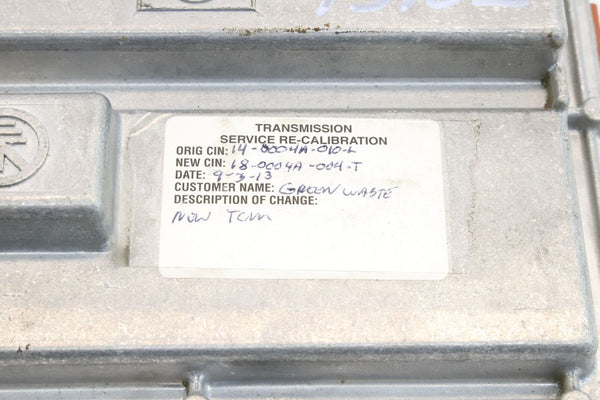 TRANSMISSION
SERVICE RE-CALIBRATION
ORIG CIN: 14-0004A-010-L
NEW CIN: 18-0004A-004-T
DATE: 9-3-13
CUSTOMER NAME: GREEN WASTE
DESCRIPTION OF CHANGE:
NEW TCM